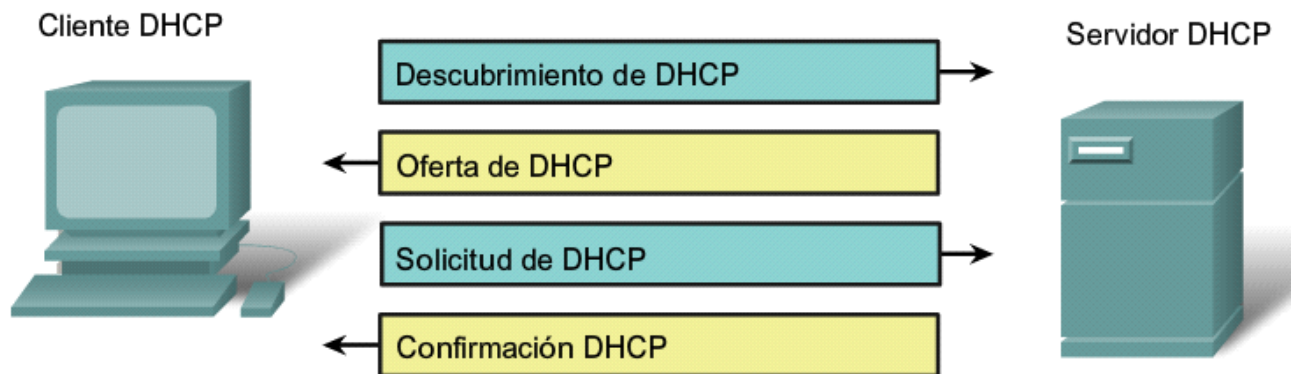 Cliente DHCP
Servidor DHCP
Descubrimiento de DHCP
Oferta de DHCP
Solicitud de DHCP
Confirmación DHCP